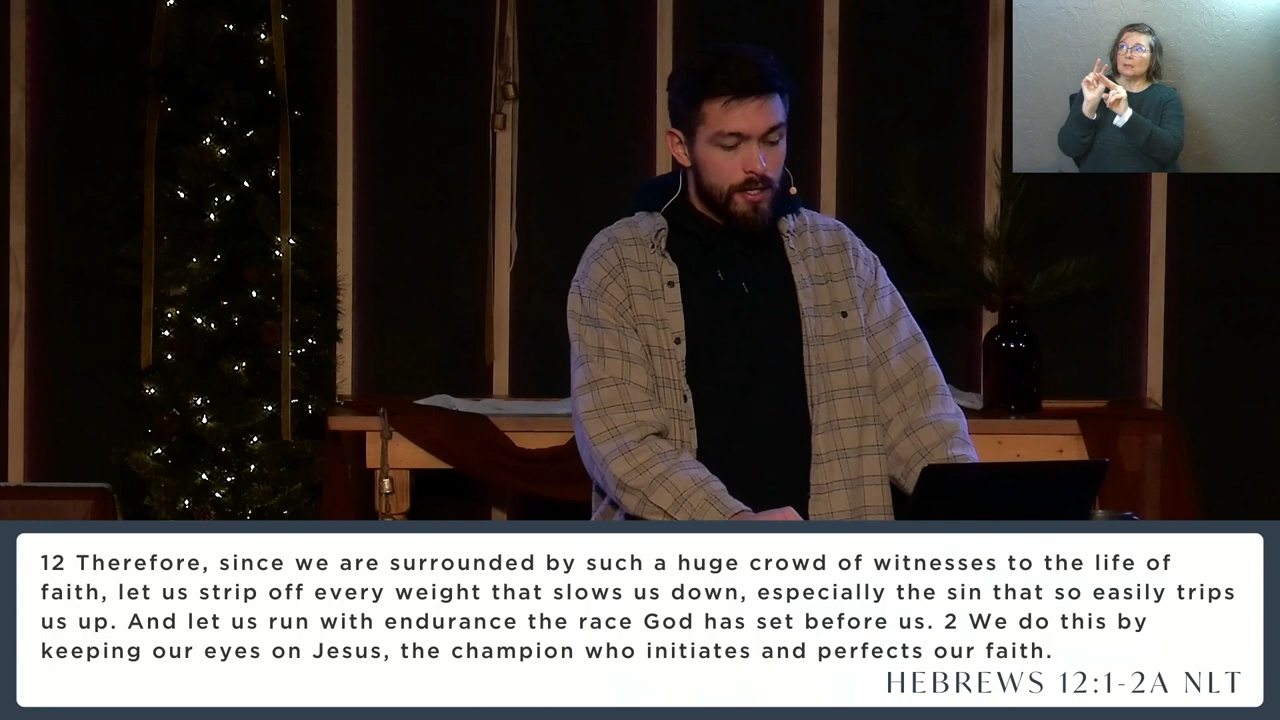 12 Therefore, since we are surrounded by such a huge crowd of witnesses to the life of
faith, let us strip off every weight that slows us down, especially the sin that so easily trips
us up. And let us run with endurance the race God has set before us. 2 We do this by
keeping our eyes on Jesus, the champion who initiates and perfects our faith.
HEBREWS 12:1-2A NLT